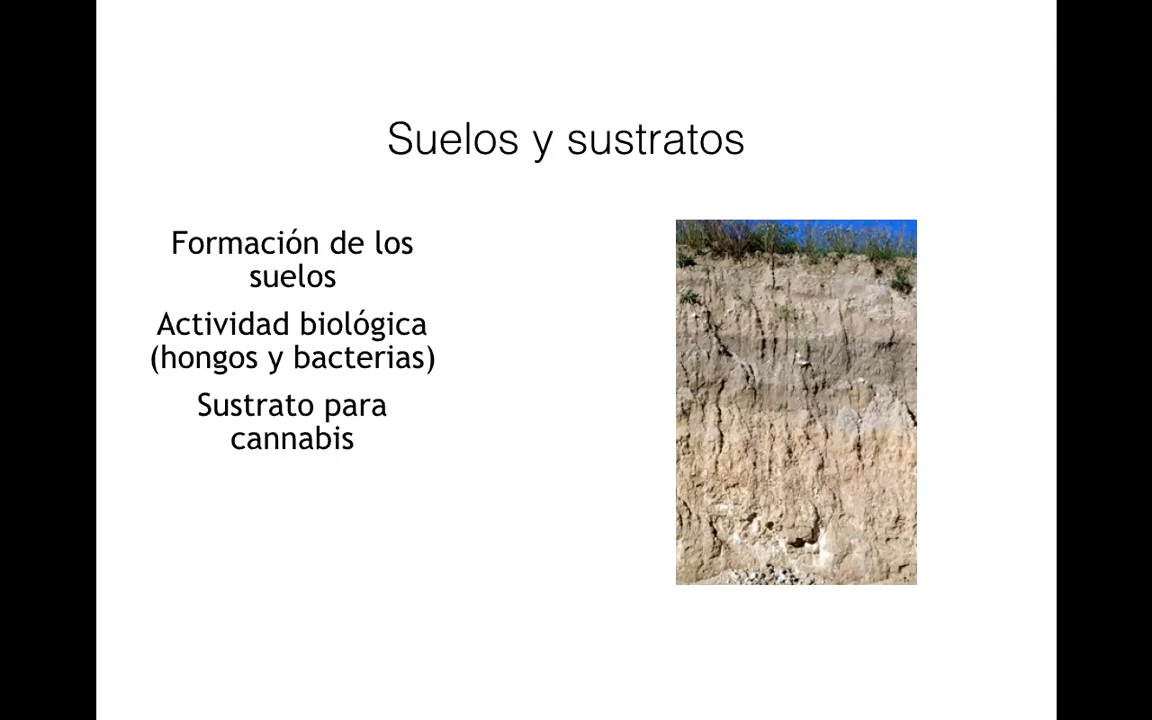 Suelos y sustratos
Formación de los
suelos
Actividad biológica
(hongos y bacterias)
Sustrato para
cannabis